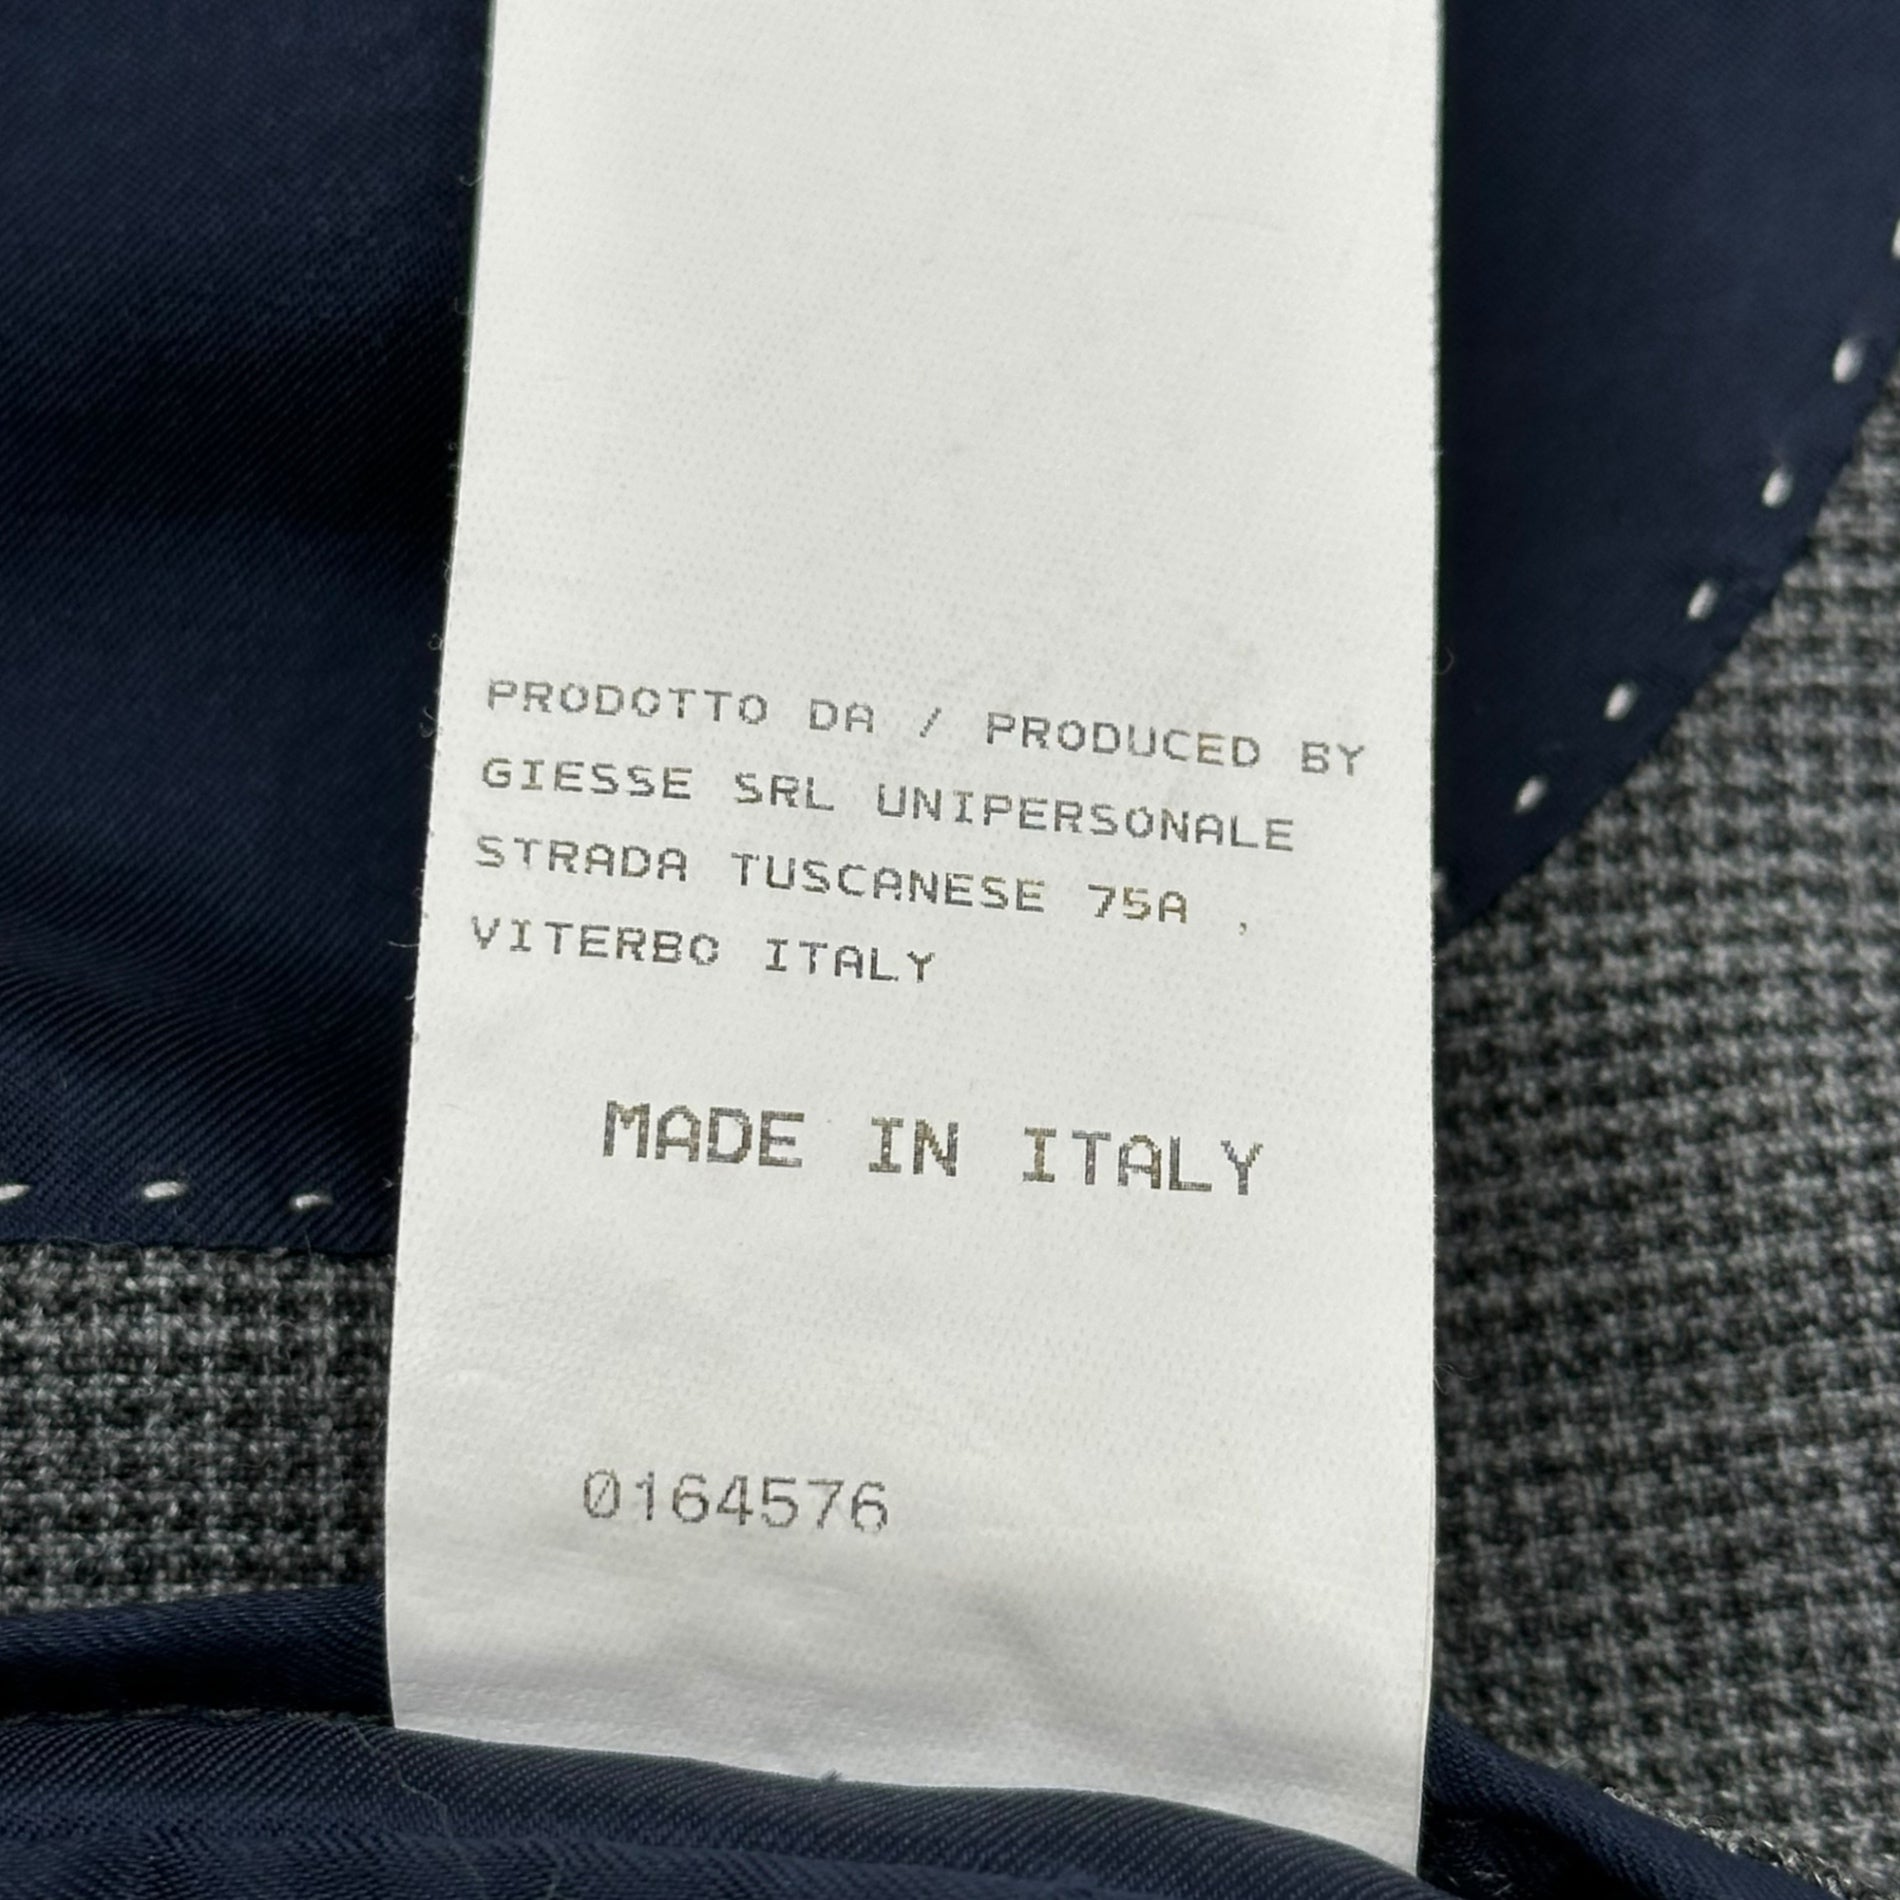 PRODOTTO DA / PRODUCED BY
GIESSE SRL UNIPERSONALE
STRADA TUSCANESE 75A ,
VITERBO ITALY
MADE IN ITALY
0164576